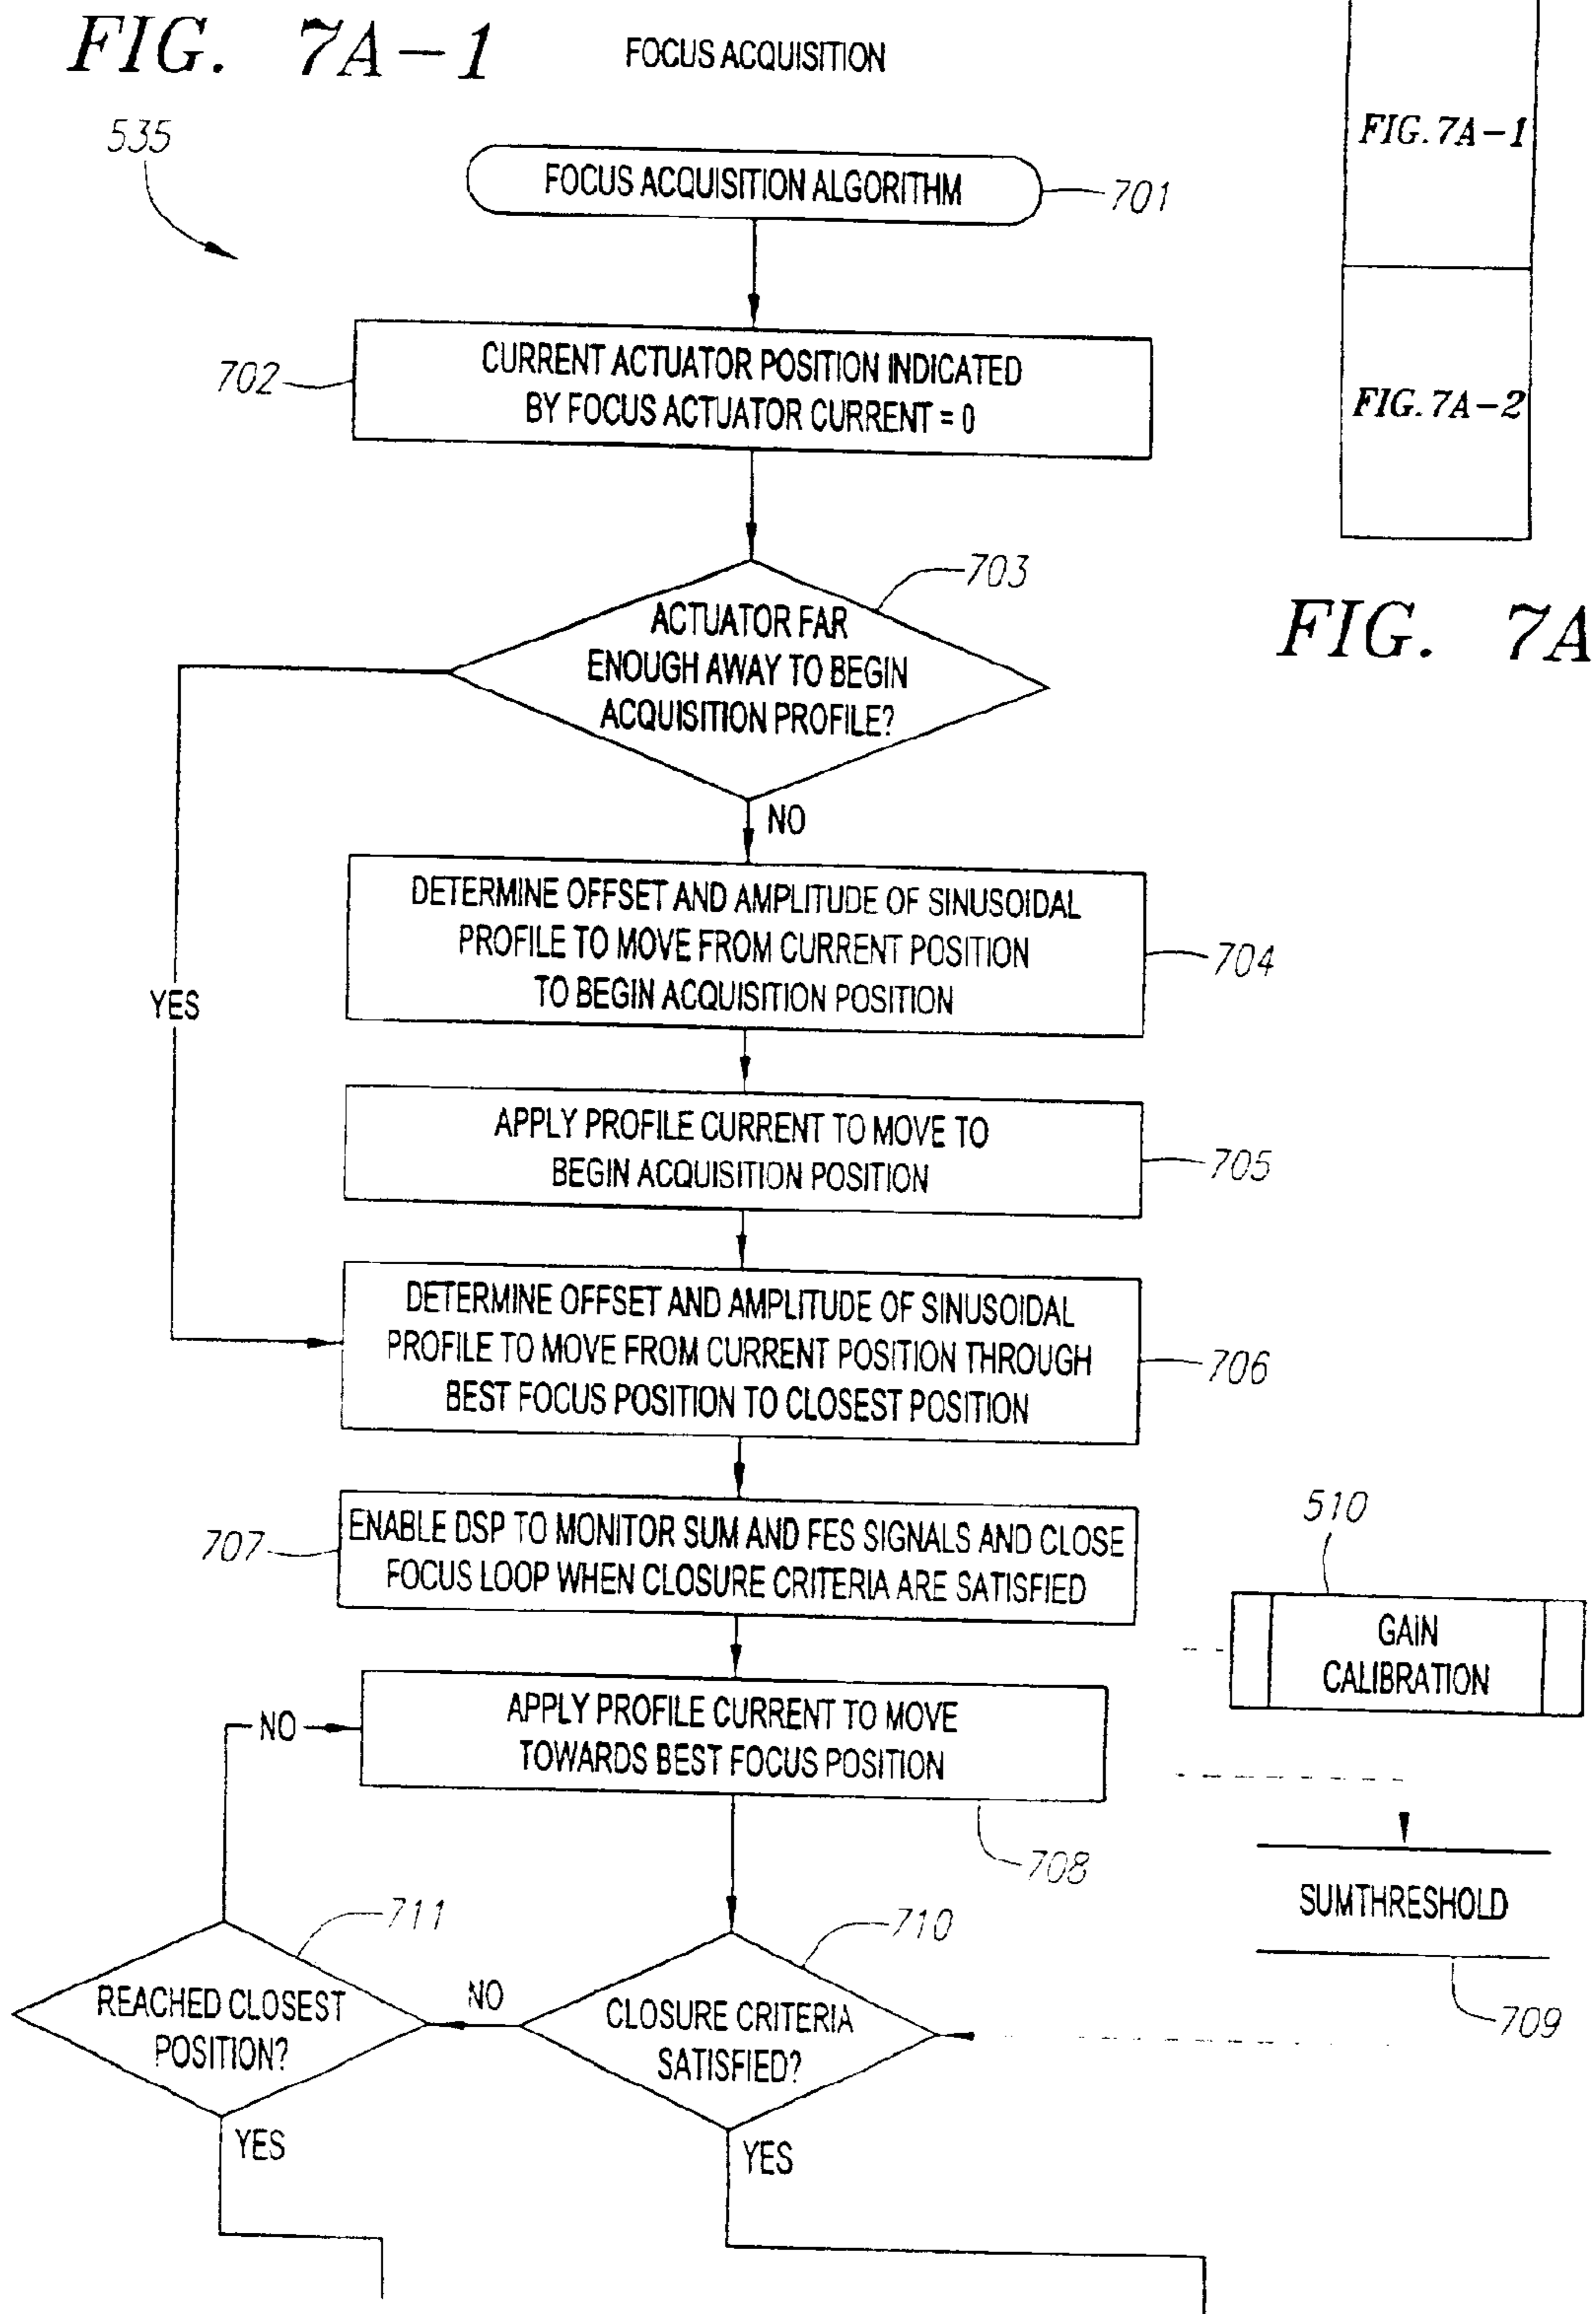 FIG. 7A-1
FOCUS ACQUISITION
FIG. 7A-1
535
FOCUS ACQUISITION ALGORITHM
701
702
CURRENT ACTUATOR POSITION INDICATED
BY FOCUS ACTUATOR CURRENT = 0
FIG. 7A-2
703
ACTUATOR FAR
ENOUGH AWAY TO BEGIN
ACQUISITION PROFILE?
FIG. 7A
NO
DETERMINE OFFSET AND AMPLITUDE OF SINUSOIDAL
PROFILE TO MOVE FROM CURRENT POSITION
TO BEGIN ACQUISITION POSITION
704
YES
APPLY PROFILE CURRENT TO MOVE TO
BEGIN ACQUISITION POSITION
705
DETERMINE OFFSET AND AMPLITUDE OF SINUSOIDAL
PROFILE TO MOVE FROM CURRENT POSITION THROUGH
BEST FOCUS POSITION TO CLOSEST POSITION
706
707
ENABLE DSP TO MONITOR SUM AND FES SIGNALS AND CLOSE
FOCUS LOOP WHEN CLOSURE CRITERIA ARE SATISFIED
510
GAIN
CALIBRATION
NO
APPLY PROFILE CURRENT TO MOVE
TOWARDS BEST FOCUS POSITION
708
SUMTHRESHOLD
709
711
710
REACHED CLOSEST
POSITION?
NO
CLOSURE CRITERIA
SATISFIED?
YES
YES